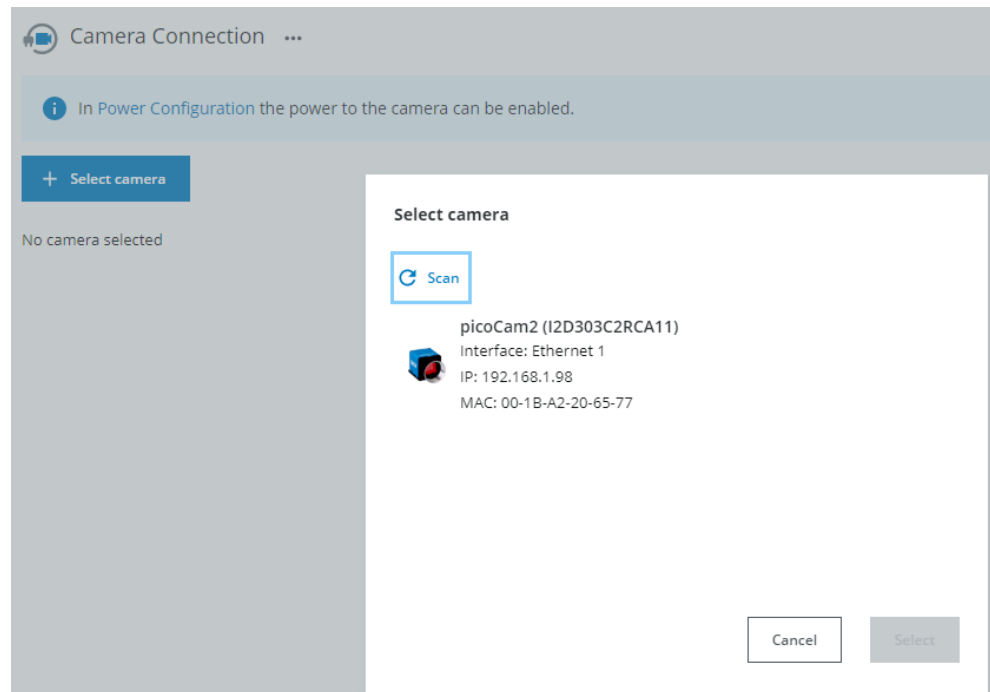 Camera Connection ...
In Power Configuration the power to the camera can be enabled.
+ Select camera
No camera selected
Select camera
Scan
picoCam2 (I2D303C2RCA11)
Interface: Ethernet 1
IP: 192.168.1.98
MAC: 00-1B-A2-20-65-77
Cancel
Select